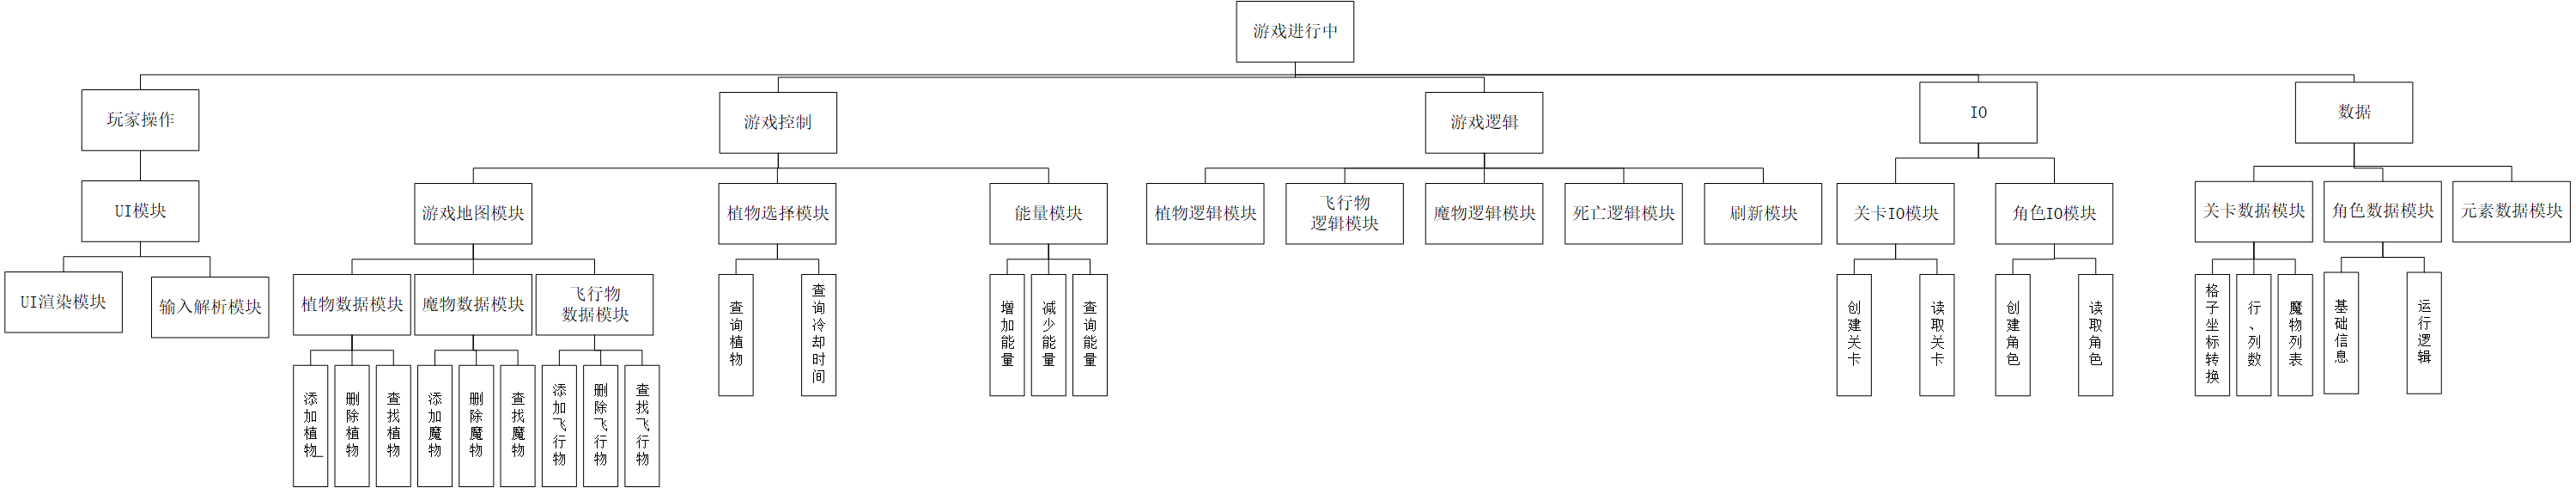 游戏进行中
玩家操作
游戏控制
游戏逻辑
IO
数据
UI模块
游戏地图模块
植物选择模块
能量模块
植物逻辑模块
飞行物
逻辑模块
魔物逻辑模块
死亡逻辑模块
刷新模块
关卡IO模块
角色IO模块
关卡数据模块
角色数据模块
元素数据模块
UI渲染模块
输入解析模块
植物数据模块
魔物数据模块
飞行物
数据模块
查询植物
查询冷却时间
增加能量
减少能量
查询能量
创建关卡
读取关卡
创建角色
读取角色
格子坐标转换
行、列数
魔物列表
基础信息
运行逻辑
添加植物_
删除植物
查找植物
添加魔物
删除魔物
查找魔物
添加飞行物
删除飞行物
查找飞行物